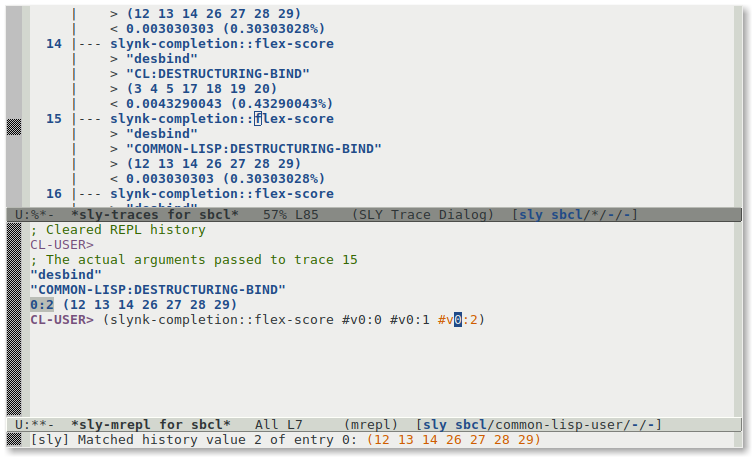 |    > (12 13 14 26 27 28 29)
|    < 0.003030303 (0.30303028%)
14 |--- slynk-completion::flex-score
|    > "desbind"
|    > "CL:DESTRUCTURING-BIND"
|    > (3 4 5 17 18 19 20)
|    < 0.0043290043 (0.43290043%)
15 |--- slynk-completion::flex-score
|    > "desbind"
|    > "COMMON-LISP:DESTRUCTURING-BIND"
|    > (12 13 14 26 27 28 29)
|    < 0.003030303 (0.30303028%)
16 |--- slynk-completion::flex-score
|    > "desbind"
U:%*-  *sly-traces for sbcl*   57% L85    (SLY Trace Dialog)  [sly sbcl/*/-/-]
; Cleared REPL history
CL-USER>
; The actual arguments passed to trace 15
"desbind"
"COMMON-LISP:DESTRUCTURING-BIND"
0:2 (12 13 14 26 27 28 29)
CL-USER> (slynk-completion::flex-score #v0:0 #v0:1 #v0:2)
U:**-  *sly-mrepl for sbcl*   All L7     (mrepl)  [sly sbcl/common-lisp-user/-/-]
[sly] Matched history value 2 of entry 0: (12 13 14 26 27 28 29)